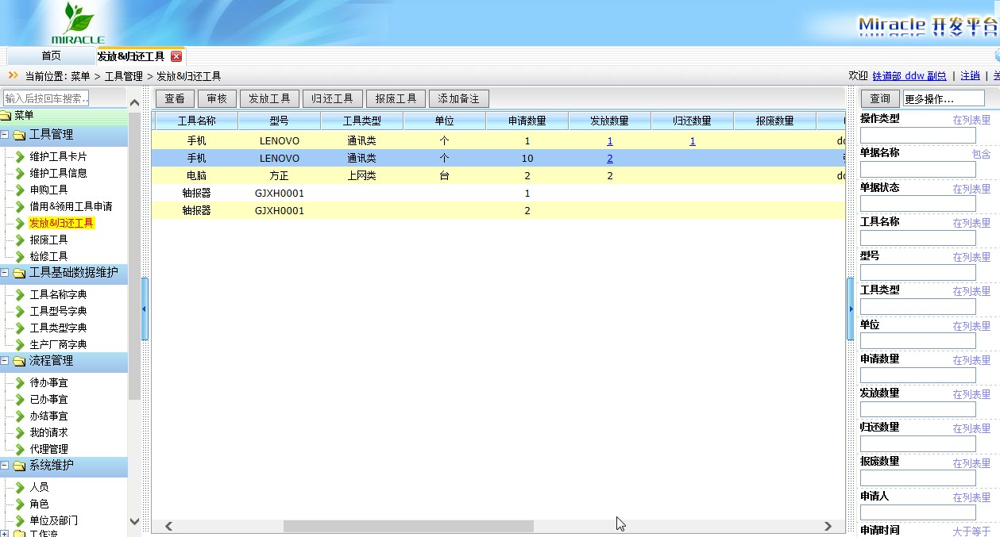 MIRACLE
Miracle 开发平台
首页 发放&归还工具
当前位置: 菜单 > 工具管理 > 发放&归还工具
欢迎 铁道部 ddw 副总 | 注销 |
输入后按回车搜索..
菜单
工具管理
维护工具卡片
维护工具信息
申购工具
借用&领用工具申请
发放&归还工具
报废工具
检修工具
工具基础数据维护
工具名称字典
工具型号字典
工具类型字典
生产厂商字典
流程管理
待办事宜
已办事宜
办结事宜
我的请求
代理管理
系统维护
人员
角色
单位及部门
工作流
查看 审核 发放工具 归还工具 报废工具 添加备注
工具名称 型号 工具类型 单位 申请数量 发放数量 归还数量 报废数量
手机 LENOVO 通讯类 个 1 1 1
手机 LENOVO 通讯类 个 10 2
电脑 方正 上网类 台 2 2
轴报器 GJXH0001 1
轴报器 GJXH0001 2
查询 更多操作...
操作类型 在列表里
单据名称 包含
单据状态 在列表里
工具名称 在列表里
型号 在列表里
工具类型 在列表里
单位 在列表里
申请数量 在列表里
发放数量 在列表里
归还数量 在列表里
报废数量 在列表里
申请人 在列表里
申请时间 大于等于